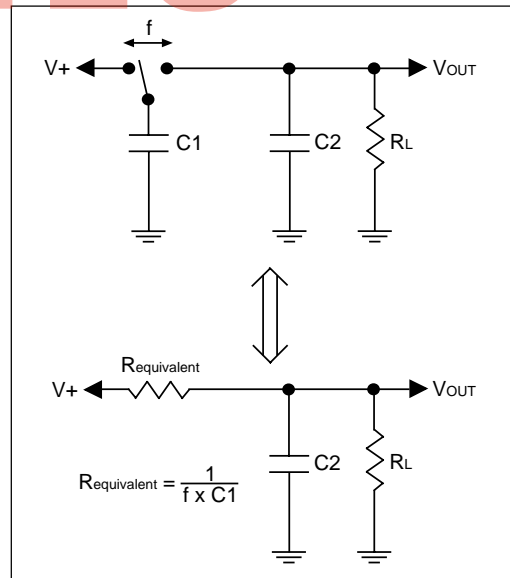 f
V+
VOUT
C1
C2
RL
Requivalent
V+
VOUT
C2
RL
Requivalent = 1
f x C1